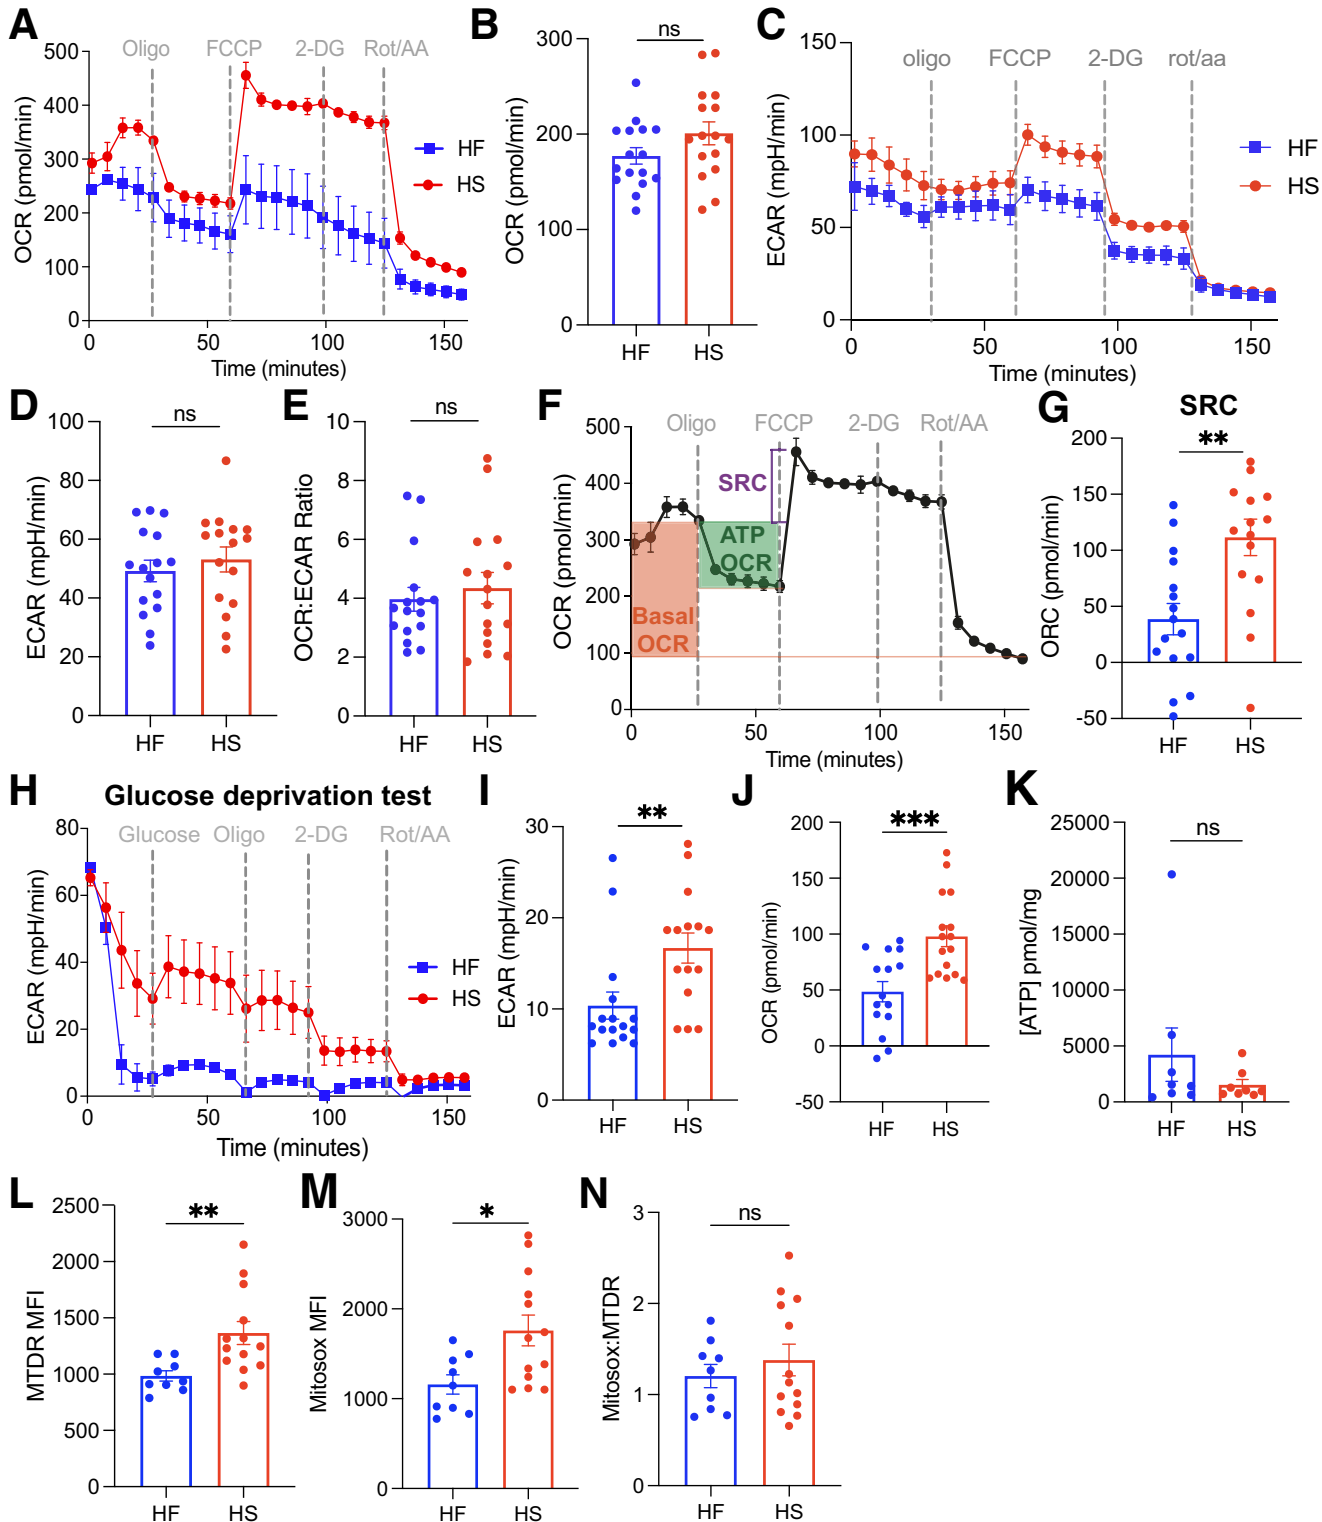 A
Oligo FCCP 2-DG Rot/AA
OCR (pmol/min)
500
400
300
200
100
0
0 50 100 150
Time (minutes)
HF
HS
B
ns
OCR (pmol/min)
300
200
100
0
HF HS
C
oligo FCCP 2-DG rot/aa
ECAR (mpH/min)
150
100
50
0
0 50 100 150
Time (minutes)
HF
HS
D
ns
ECAR (mpH/min)
100
80
60
40
20
0
HF HS
E
ns
OCR:ECAR Ratio
10
8
6
4
2
0
HF HS
F
Oligo FCCP 2-DG Rot/AA
OCR (pmol/min)
500
400
300
200
100
0
SRC
ATP
OCR
Basal
OCR
0 50 100 150
Time (minutes)
G
SRC
**
ORC (pmol/min)
200
150
100
50
0
-50
HF HS
H
Glucose deprivation test
Glucose Oligo 2-DG Rot/AA
ECAR (mpH/min)
80
60
40
20
0
0 50 100 150
Time (minutes)
HF
HS
I
**
ECAR (mpH/min)
30
20
10
0
HF HS
J
***
OCR (pmol/min)
200
150
100
50
0
-50
HF HS
K
ns
[ATP] pmol/mg
25000
20000
15000
10000
5000
0
HF HS
L
**
MTDR MFI
2500
2000
1500
1000
500
0
HF HS
M
*
Mitosox MFI
3000
2000
1000
0
HF HS
N
ns
Mitosox:MTDR
3
2
1
0
HF HS